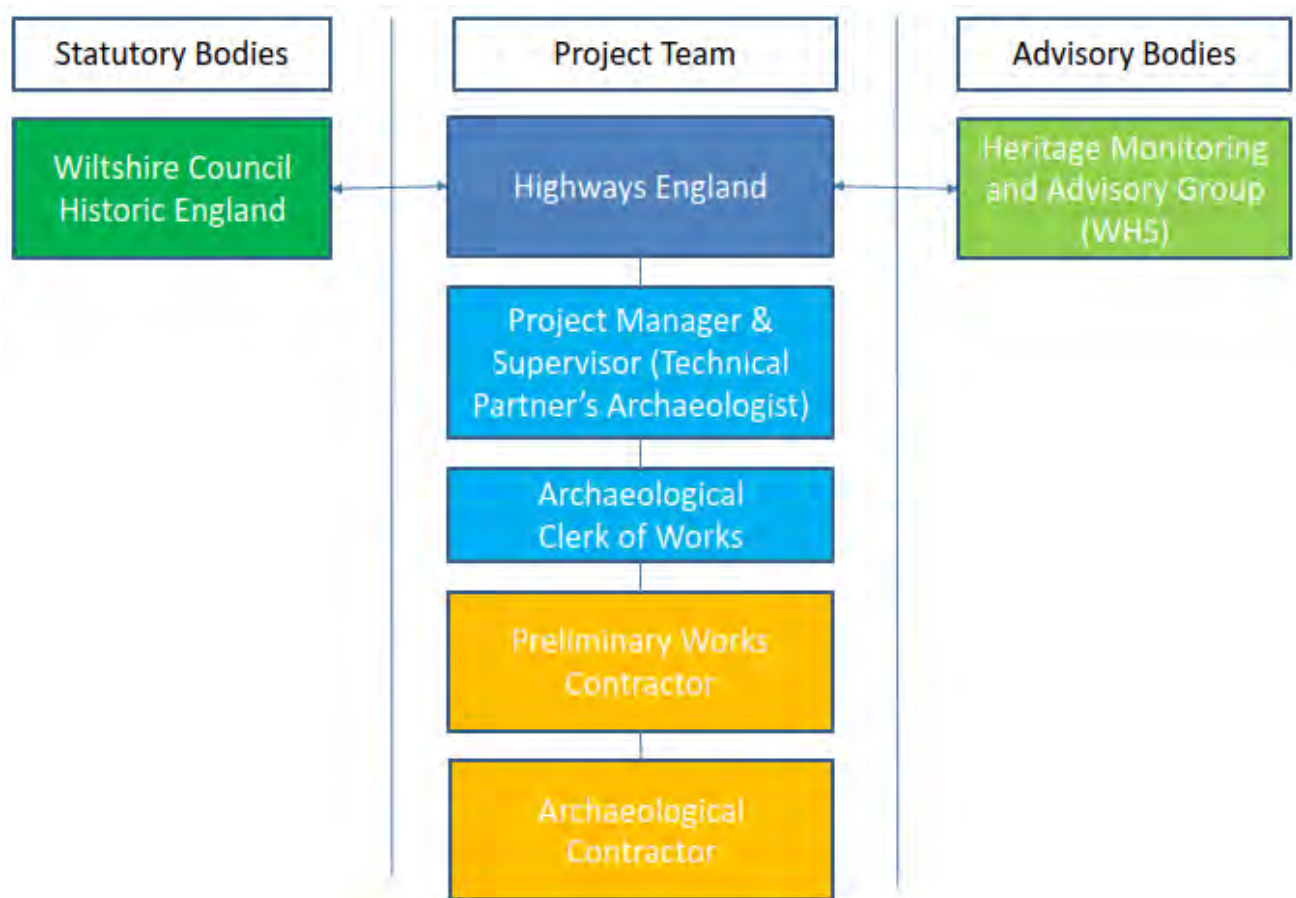 Statutory Bodies
Project Team
Advisory Bodies
Wiltshire Council
Historic England
Highways England
Heritage Monitoring
and Advisory Group
(WHS)
Project Manager &
Supervisor (Technical
Partner's Archaeologist)
Archaeological
Clerk of Works
Preliminary Works
Contractor
Archaeological
Contractor